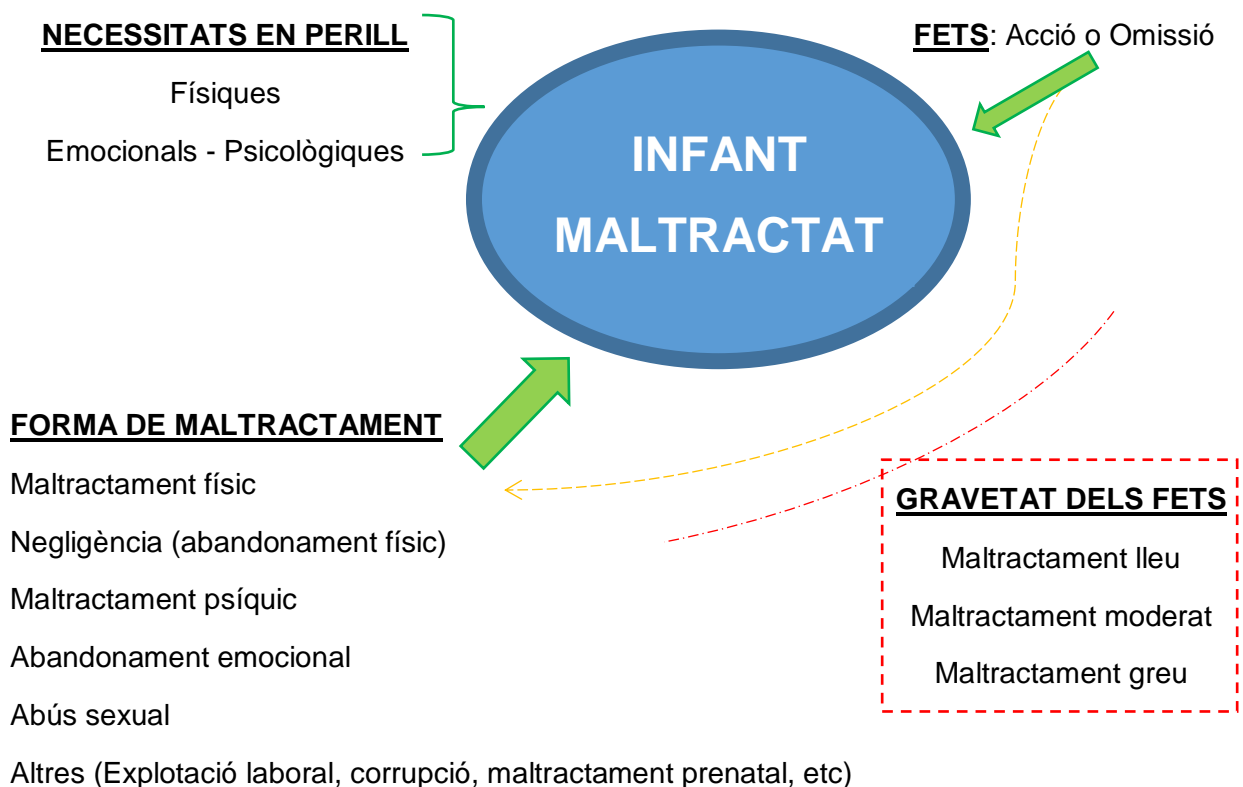 NECESSITATS EN PERILL
Físiques
Emocionals - Psicològiques
FETS: Acció o Omissió
INFANT
MALTRACTAT
FORMA DE MALTRACTAMENT
Maltractament físic
Negligència (abandonament físic)
Maltractament psíquic
Abandonament emocional
Abús sexual
Altres (Explotació laboral, corrupció, maltractament prenatal, etc)
GRAVETAT DELS FETS
Maltractament lleu
Maltractament moderat
Maltractament greu